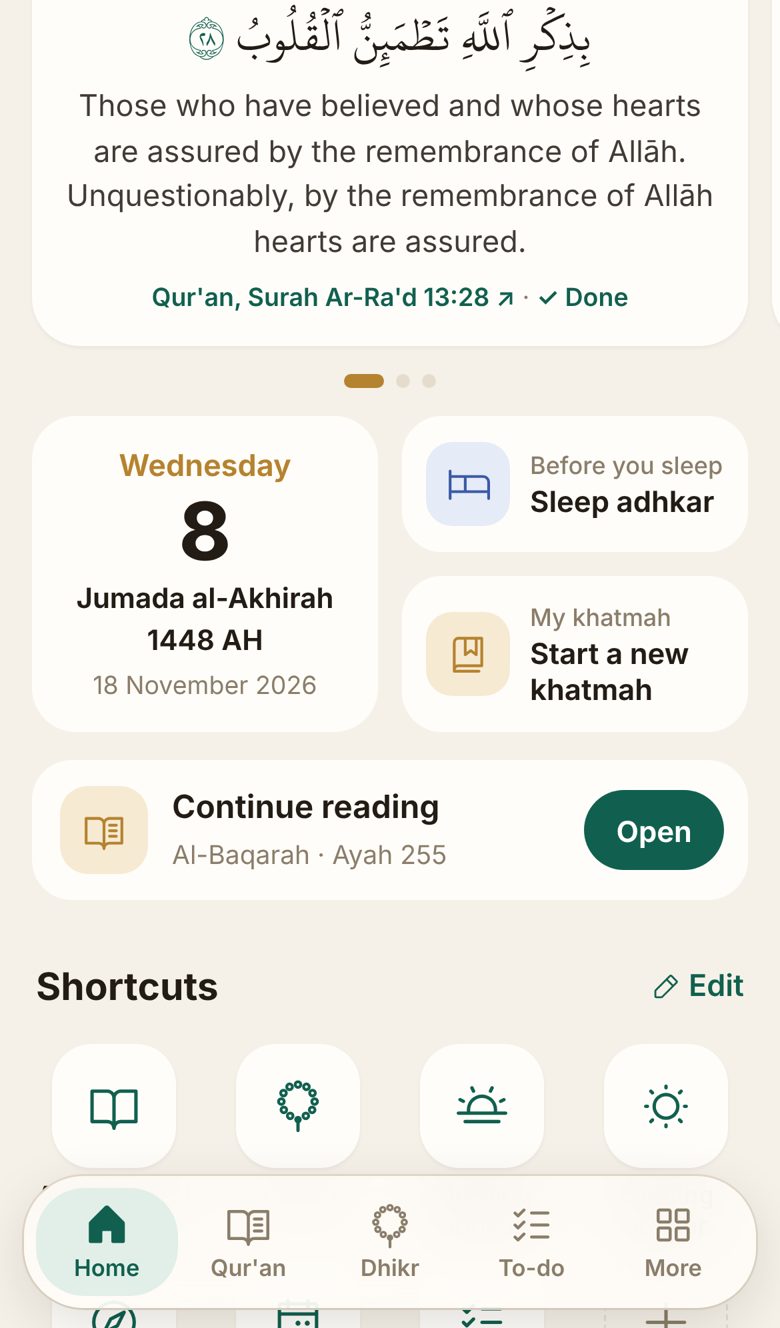 بِذِكْرِ ٱللَّهِ تَطْمَئِنُّ ٱلْقُلُوبُ ٢٨
Those who have believed and whose hearts
are assured by the remembrance of Allāh.
Unquestionably, by the remembrance of Allāh
hearts are assured.
Qur'an, Surah Ar-Ra'd 13:28 ↗ · ✓ Done
Wednesday
8
Jumada al-Akhirah
1448 AH
18 November 2026
Before you sleep
Sleep adhkar
My khatmah
Start a new
khatmah
Continue reading
Al-Baqarah · Ayah 255
Open
Shortcuts
Edit
Home
Qur'an
Dhikr
To-do
More